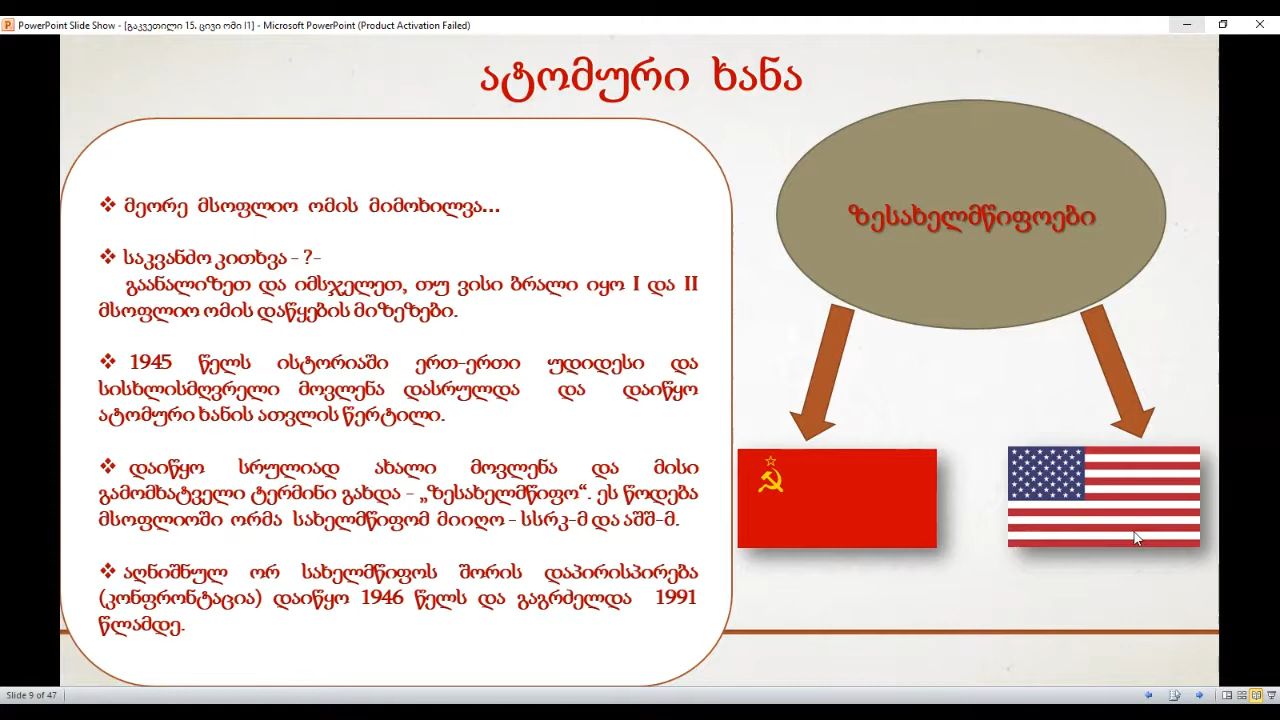 PowerPoint Slide Show - [გაკვეთილი 15. ცივი ომი I1] - Microsoft PowerPoint (Product Activation Failed)
ატომური ხანა
❖ მეორე მსოფლიო ომის მიმოხილვა...
❖ საკვანძო კითხვა - ?-
გაანალიზეთ და იმსჯელეთ, თუ ვისი ბრალი იყო I და II
მსოფლიო ომის დაწყების მიზეზები.
❖ 1945 წელს ისტორიაში ერთ-ერთი უდიდესი და
სისხლისმღვრელი მოვლენა დასრულდა და დაიწყო
ატომური ხანის ათვლის წერტილი.
❖ დაიწყო სრულიად ახალი მოვლენა და მისი
გამომხატველი ტერმინი გახდა - „ზესახელმწიფო“. ეს წოდება
მსოფლიოში ორმა სახელმწიფომ მიიღო - სსრკ-მ და აშშ-მ.
❖ აღნიშნულ ორ სახელმწიფოს შორის დაპირისპირება
(კონფრონტაცია) დაიწყო 1946 წელს და გაგრძელდა 1991
წლამდე.
ზესახელმწიფოები
Slide 9 of 47